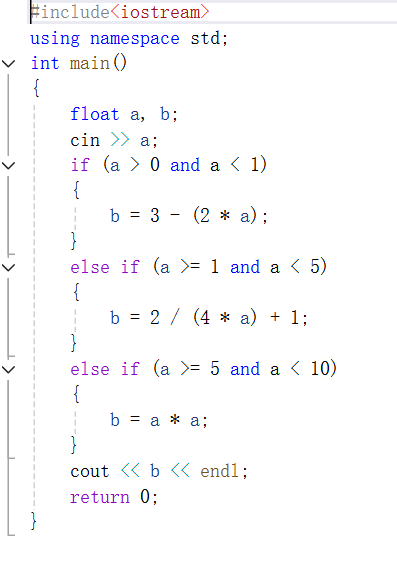 #include<iostream>
using namespace std;
int main()
{
float a, b;
cin >> a;
if (a > 0 and a < 1)
{
b = 3 - (2 * a);
}
else if (a >= 1 and a < 5)
{
b = 2 / (4 * a) + 1;
}
else if (a >= 5 and a < 10)
{
b = a * a;
}
cout << b << endl;
return 0;
}